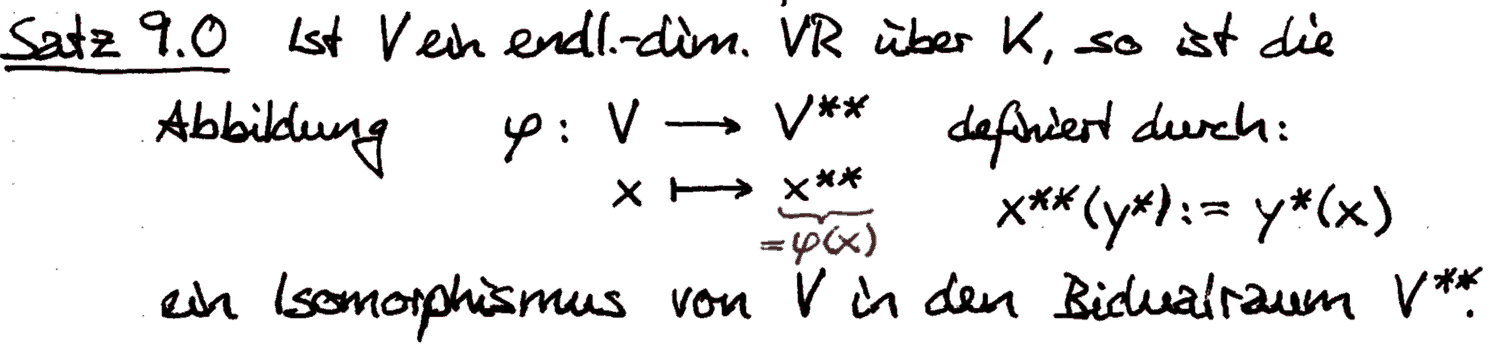 Satz 9.0 Ist V ein endl.-dim. VR über K, so ist die
Abbildung φ: V → V** definiert durch:
x ↦ x** x**(y*) := y*(x)
= φ(x)
ein Isomorphismus von V in den Bidualraum V**.